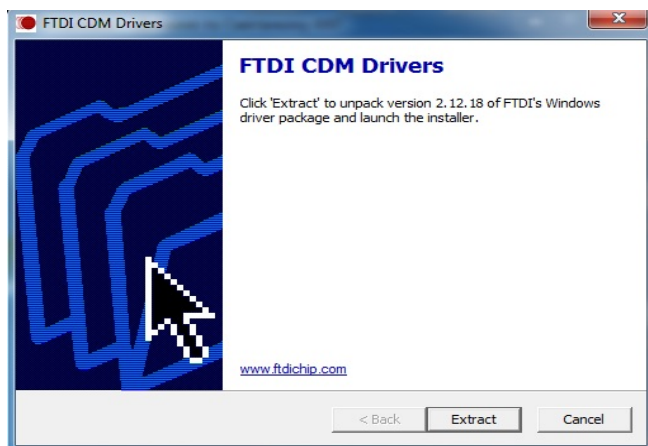 FTDI CDM Drivers
FTDI CDM Drivers
Click 'Extract' to unpack version 2.12.18 of FTDI's Windows
driver package and launch the installer.
www.ftdichip.com
< Back
Extract
Cancel